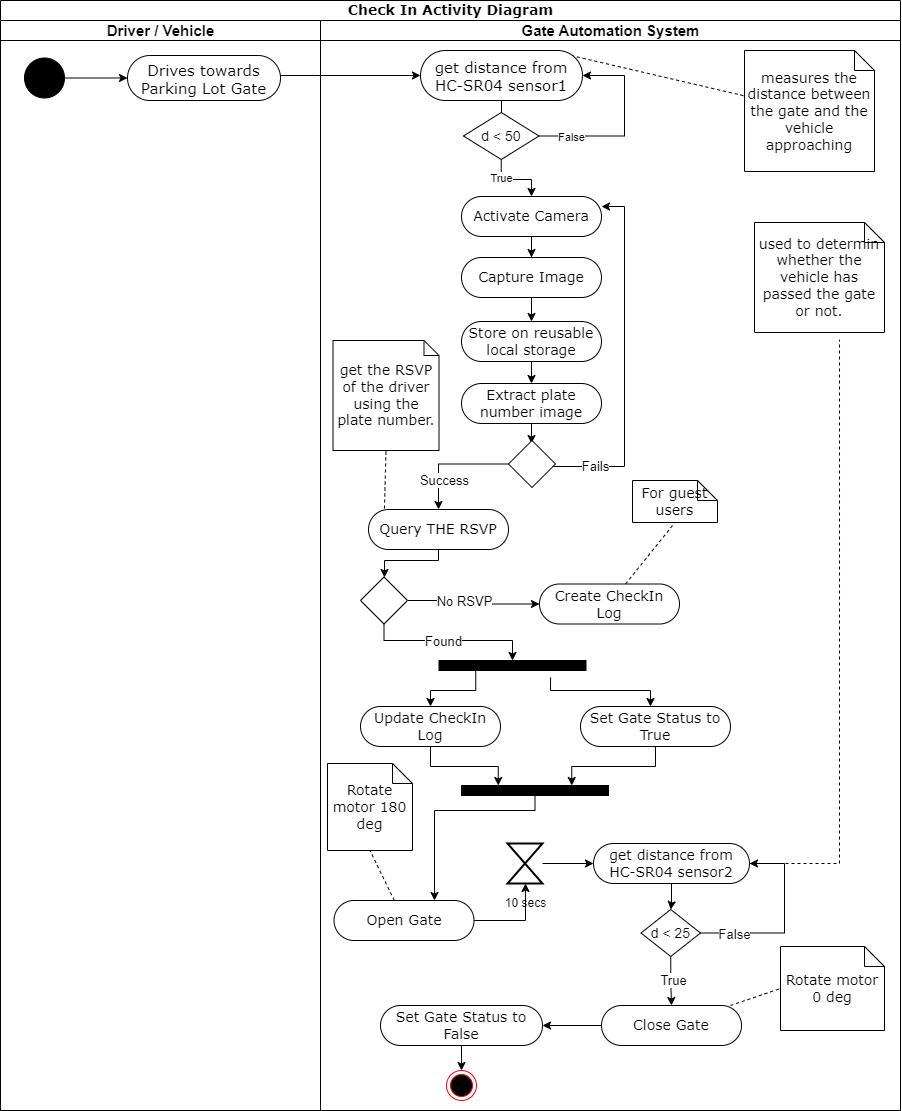 Check In Activity Diagram
Driver / Vehicle
Gate Automation System
Drives towards
Parking Lot Gate
get distance from
HC-SR04 sensor1
measures the
distance between
the gate and the
vehicle
approaching
d < 50
False
True
Activate Camera
used to determin
whether the
vehicle has
passed the gate
or not.
Capture Image
Store on reusable
local storage
get the RSVP
of the driver
using the
plate number.
Extract plate
number image
Fails
Success
For guest
users
Query THE RSVP
No RSVP
Create CheckIn
Log
Found
Update CheckIn
Log
Set Gate Status to
True
Rotate
motor 180
deg
get distance from
HC-SR04 sensor2
10 secs
Open Gate
d < 25
False
True
Rotate motor
0 deg
Set Gate Status to
False
Close Gate